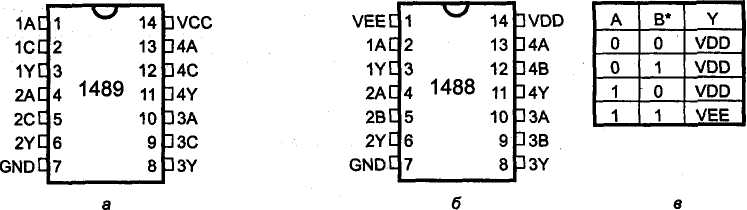 1A 1 14 VCC
1C 2 13 4A
1Y 3 12 4C
2A 4 1489 11 4Y
2C 5 10 3A
2Y 6 9 3C
GND 7 8 3Y
а
VEE 1 14 VDD
1A 2 13 4A
1Y 3 12 4B
2A 4 1488 11 4Y
2B 5 10 3A
2Y 6 9 3B
GND 7 8 3Y
б
A B* Y
0 0 VDD
0 1 VDD
1 0 VDD
1 1 VEE
в